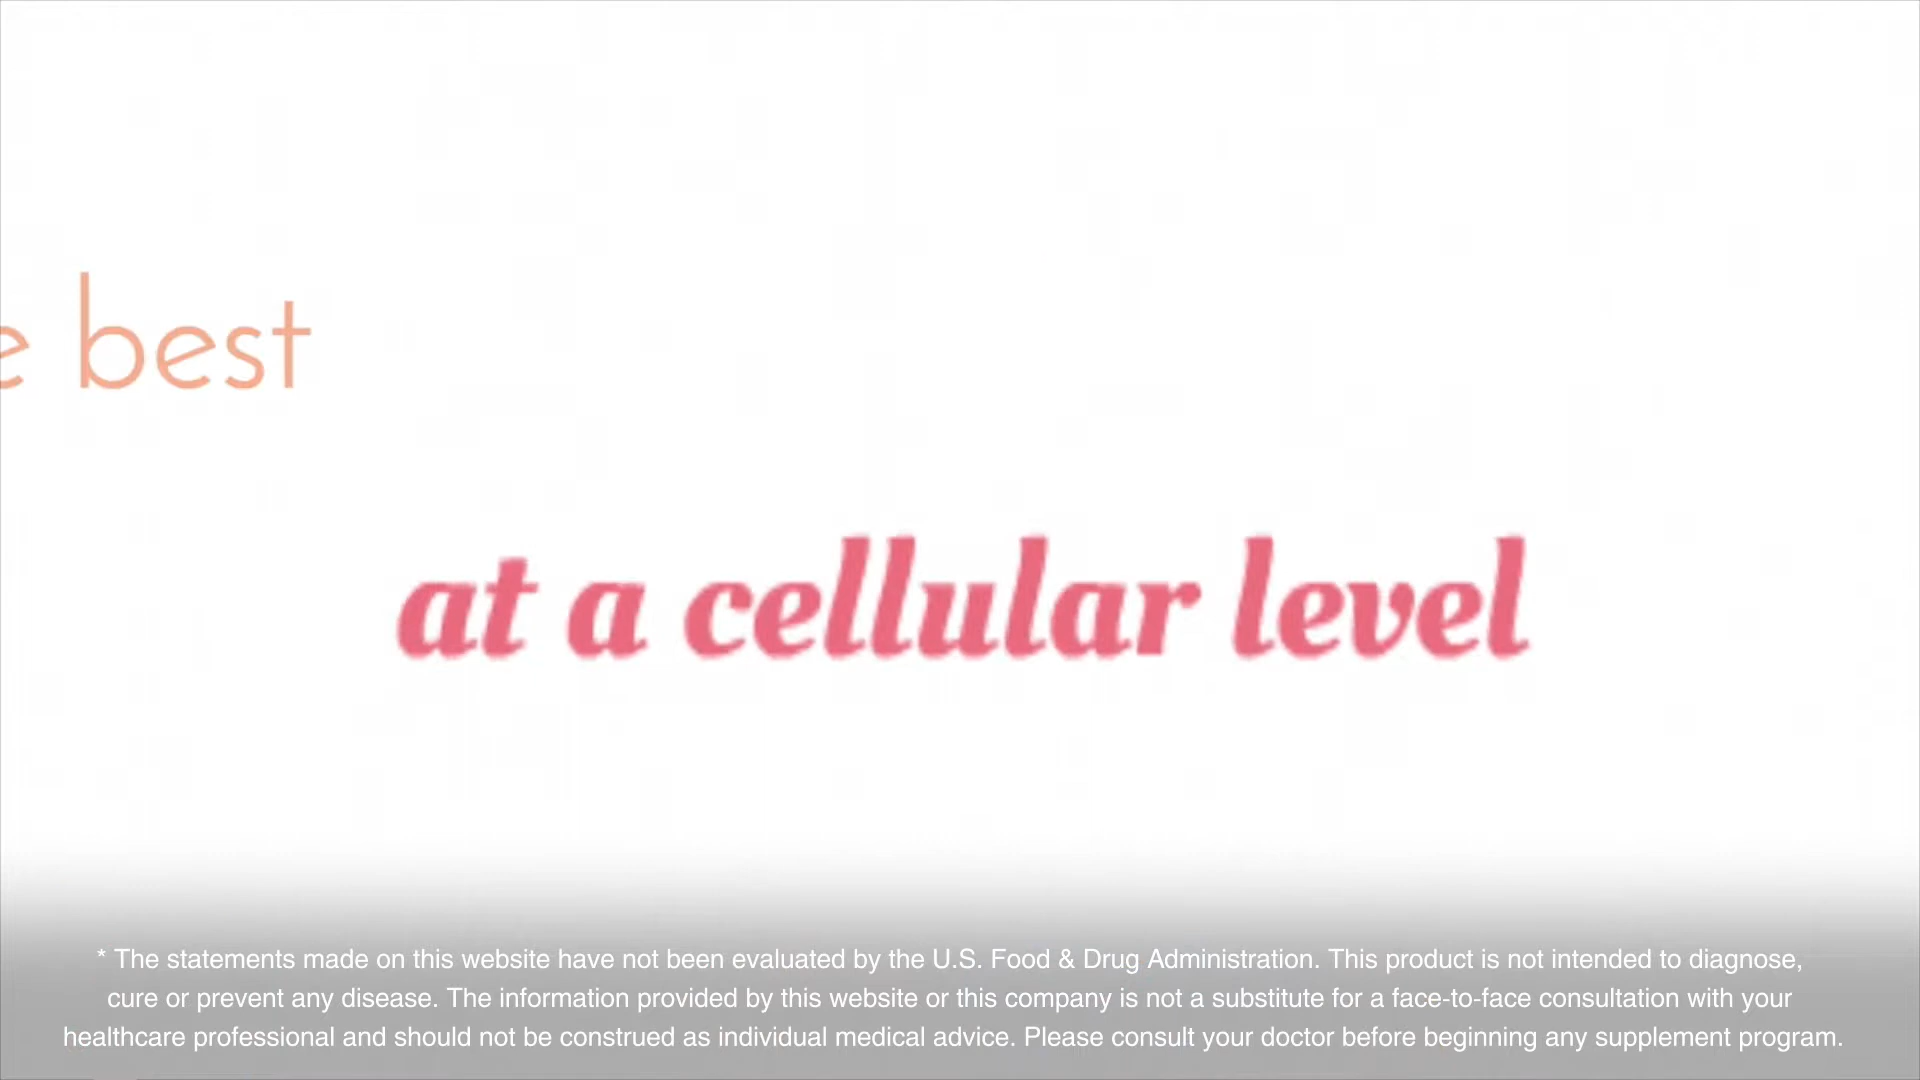 best
at a cellular level
* The statements made on this website have not been evaluated by the U.S. Food & Drug Administration. This product is not intended to diagnose,
cure or prevent any disease. The information provided by this website or this company is not a substitute for a face-to-face consultation with your
healthcare professional and should not be construed as individual medical advice. Please consult your doctor before beginning any supplement program.